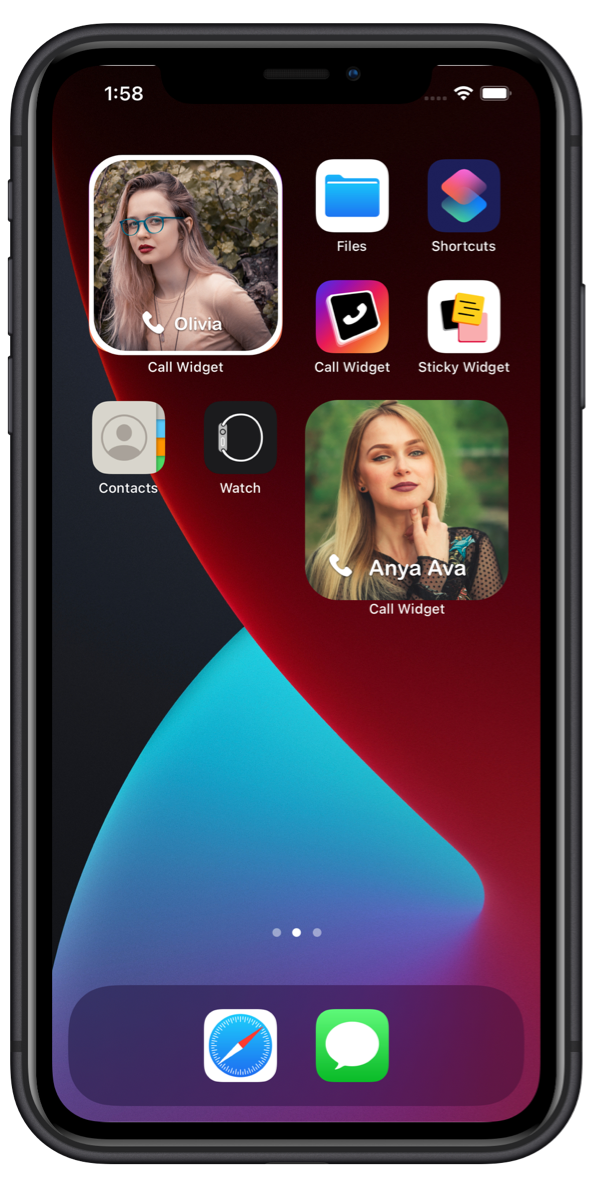 1:58
Olivia
Call Widget
Files
Shortcuts
Call Widget
Sticky Widget
Contacts
Watch
Anya Ava
Call Widget